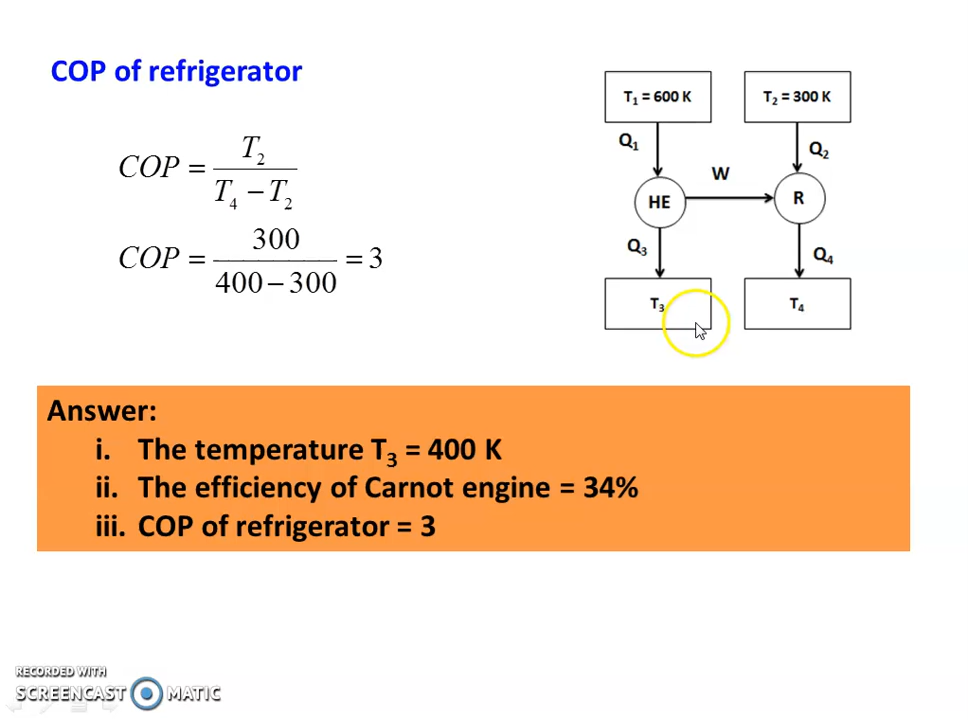 COP of refrigerator
COP = T₂ / (T₄ − T₂)
COP = 300 / (400 − 300) = 3
T₁ = 600 K
T₂ = 300 K
Q₁
Q₂
W
HE
R
Q₃
Q₄
T₃
T₄
Answer:
i. The temperature T₃ = 400 K
ii. The efficiency of Carnot engine = 34%
iii. COP of refrigerator = 3
RECORDED WITH
SCREENCAST MATIC